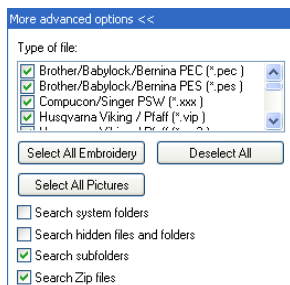 More advanced options <<
Type of file:
Brother/Babylock/Bernina PEC (*.pec )
Brother/Babylock/Bernina PES (*.pes )
Compucon/Singer PSW (*.xxx )
Husqvarna Viking / Pfaff (*.vip )
Select All Embroidery
Deselect All
Select All Pictures
Search system folders
Search hidden files and folders
Search subfolders
Search Zip files